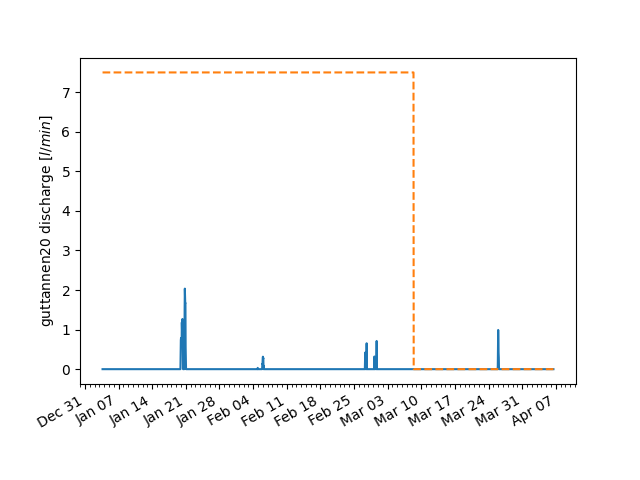 guttannen20 discharge [l/min]
7
6
5
4
3
2
1
0
Dec 31
Jan 07
Jan 14
Jan 21
Jan 28
Feb 04
Feb 11
Feb 18
Feb 25
Mar 03
Mar 10
Mar 17
Mar 24
Mar 31
Apr 07